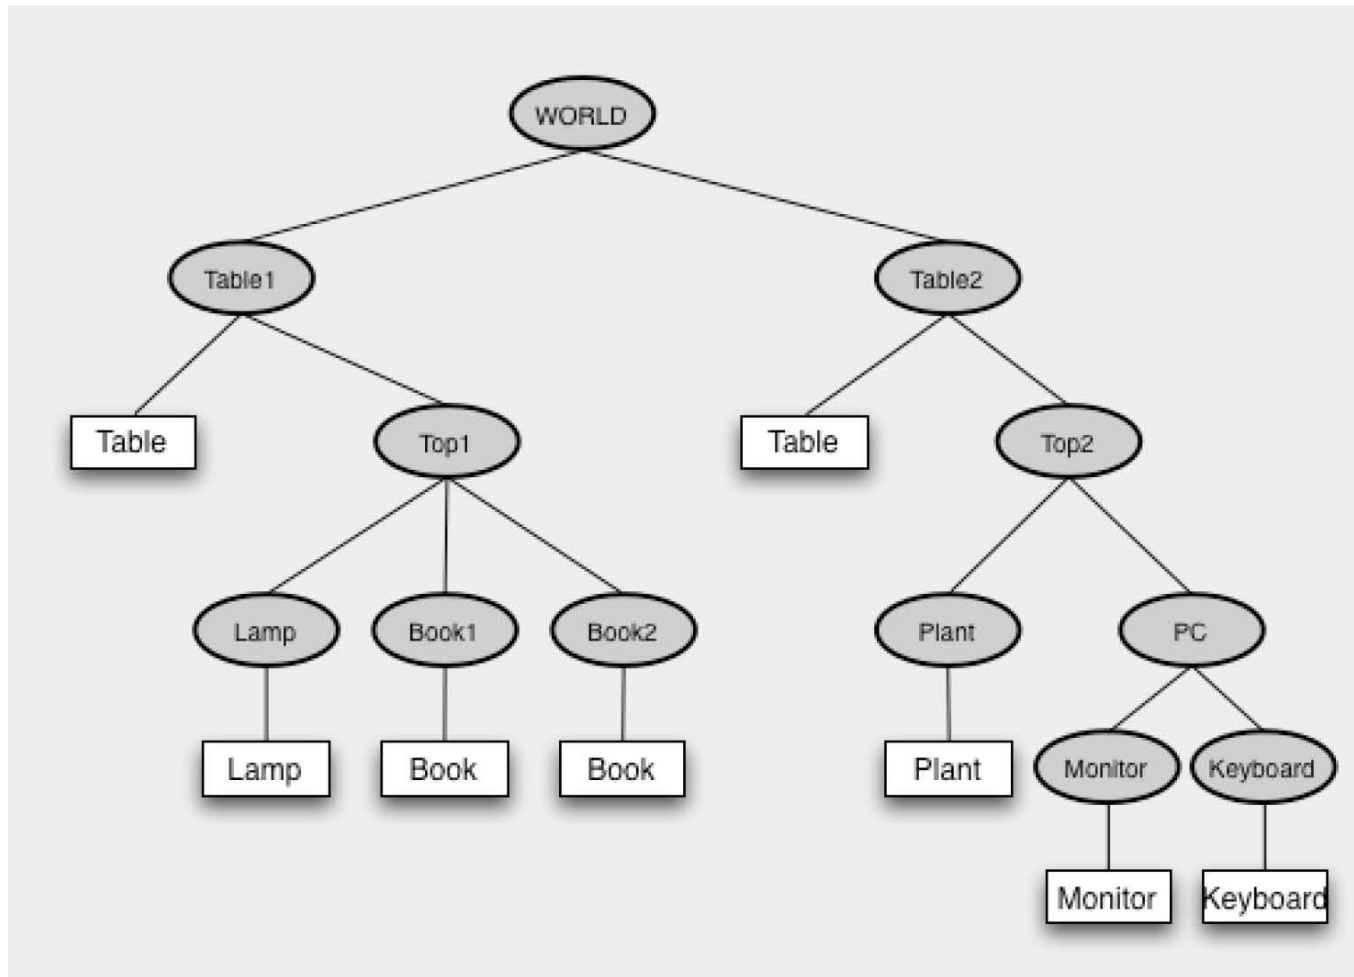 WORLD
Table1
Table2
Table
Top1
Table
Top2
Lamp
Book1
Book2
Plant
PC
Lamp
Book
Book
Plant
Monitor
Keyboard
Monitor
Keyboard